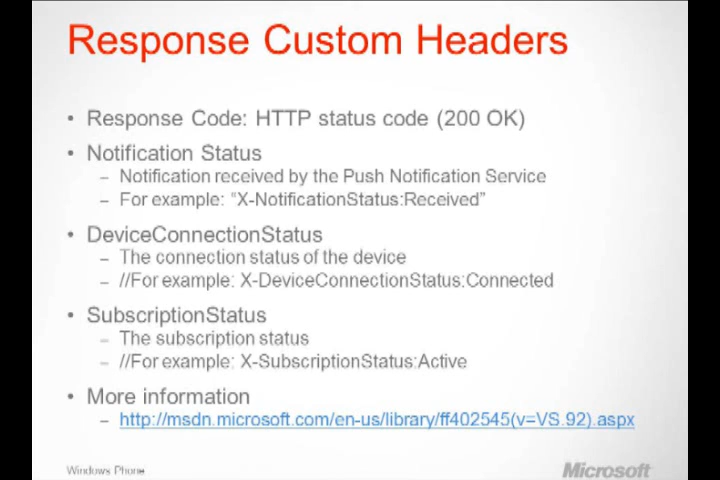 Response Custom Headers
• Response Code: HTTP status code (200 OK)
• Notification Status
– Notification received by the Push Notification Service
– For example: “X-NotificationStatus:Received”
• DeviceConnectionStatus
– The connection status of the device
– //For example: X-DeviceConnectionStatus:Connected
• SubscriptionStatus
– The subscription status
– //For example: X-SubscriptionStatus:Active
• More information
– http://msdn.microsoft.com/en-us/library/ff402545(v=VS.92).aspx
Windows Phone
Microsoft